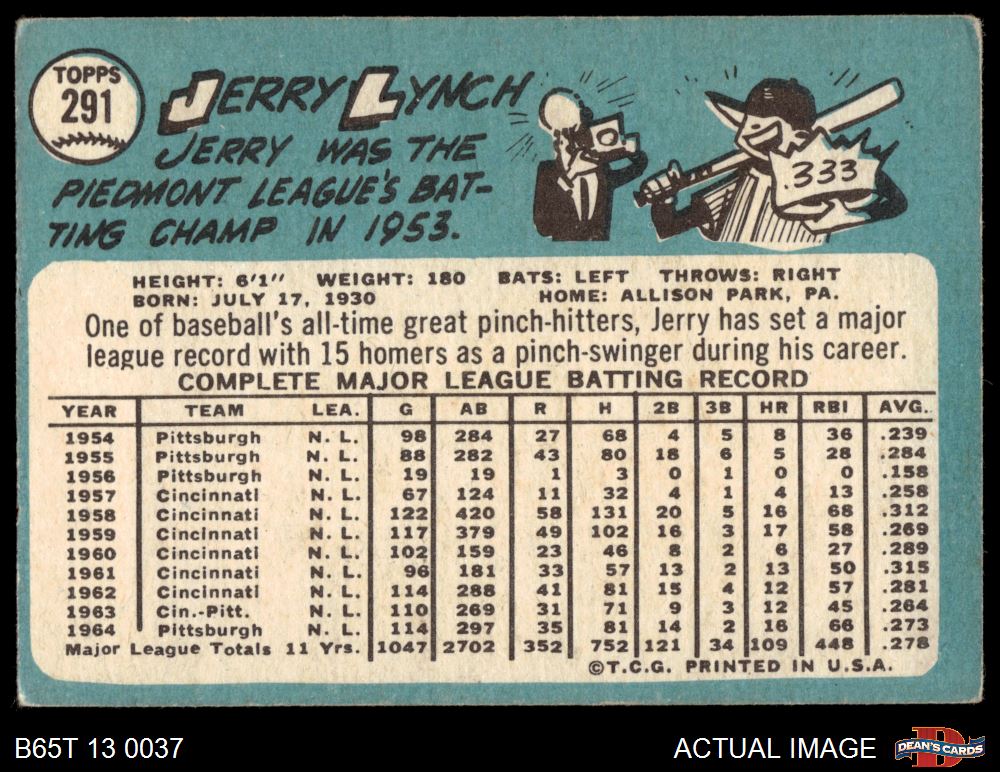 TOPPS
291
JERRY LYNCH
JERRY WAS THE
PIEDMONT LEAGUE'S BAT-
TING CHAMP IN 1953.
.333
HEIGHT: 6'1" WEIGHT: 180 BATS: LEFT THROWS: RIGHT
BORN: JULY 17, 1930 HOME: ALLISON PARK, PA.
One of baseball's all-time great pinch-hitters, Jerry has set a major
league record with 15 homers as a pinch-swinger during his career.
COMPLETE MAJOR LEAGUE BATTING RECORD
YEAR TEAM LEA. G AB R H 2B 3B HR RBI AVG.
1954 Pittsburgh N. L. 98 284 27 68 4 5 8 36 .239
1955 Pittsburgh N. L. 88 282 43 80 18 6 5 28 .284
1956 Pittsburgh N. L. 19 19 1 3 0 1 0 0 .158
1957 Cincinnati N. L. 67 124 11 32 4 1 4 13 .258
1958 Cincinnati N. L. 122 420 58 131 20 5 16 68 .312
1959 Cincinnati N. L. 117 379 49 102 16 3 17 58 .269
1960 Cincinnati N. L. 102 159 23 46 8 2 6 27 .289
1961 Cincinnati N. L. 96 181 33 57 13 2 13 50 .315
1962 Cincinnati N. L. 114 288 41 81 15 4 12 57 .281
1963 Cin.-Pitt. N. L. 110 269 31 71 9 3 12 45 .264
1964 Pittsburgh N. L. 114 297 35 81 14 2 16 66 .273
Major League Totals 11 Yrs. 1047 2702 352 752 121 34 109 448 .278
©T.C.G. PRINTED IN U.S.A.
B65T 13 0037
ACTUAL IMAGE
D
DEAN'S CARDS